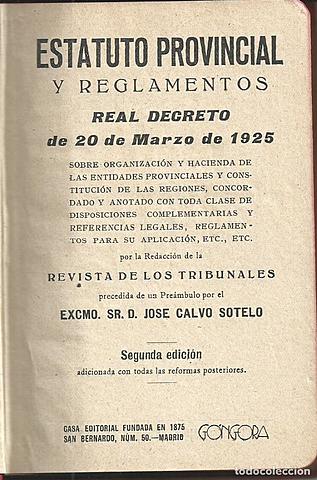 ESTATUTO PROVINCIAL
Y REGLAMENTOS
REAL DECRETO
de 20 de Marzo de 1925
SOBRE ORGANIZACIÓN Y HACIENDA DE
LAS ENTIDADES PROVINCIALES Y CONS-
TITUCIÓN DE LAS REGIONES, CONCOR-
DADO Y ANOTADO CON TODA CLASE DE
DISPOSICIONES COMPLEMENTARIAS Y
REFERENCIAS LEGALES, REGLAMEN-
TOS PARA SU APLICACIÓN, ETC., ETC.
por la Redacción de la
REVISTA DE LOS TRIBUNALES
precedida de un Preámbulo por el
EXCMO. SR. D. JOSE CALVO SOTELO
Segunda edición
adicionada con todas las reformas posteriores.
CASA EDITORIAL FUNDADA EN 1875
SAN BERNARDO, NÚM. 50.—MADRID
GÓNGORA
todocoleccion